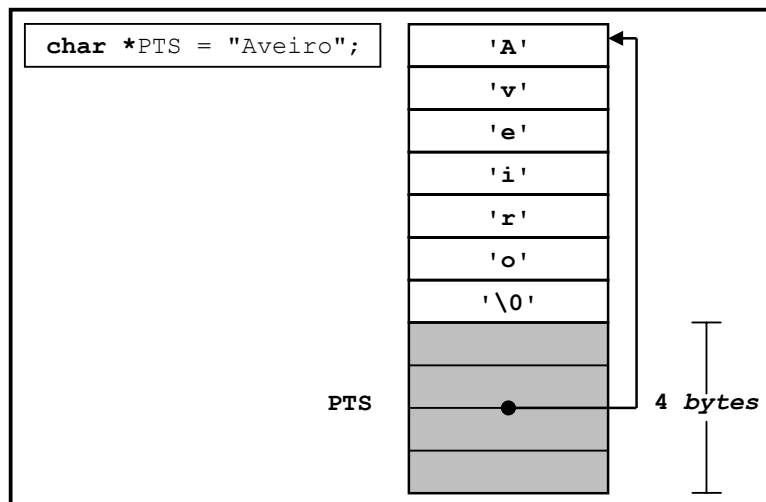 char *PTS = "Aveiro";
'A'
'v'
'e'
'i'
'r'
'o'
'\0'
PTS
4 bytes